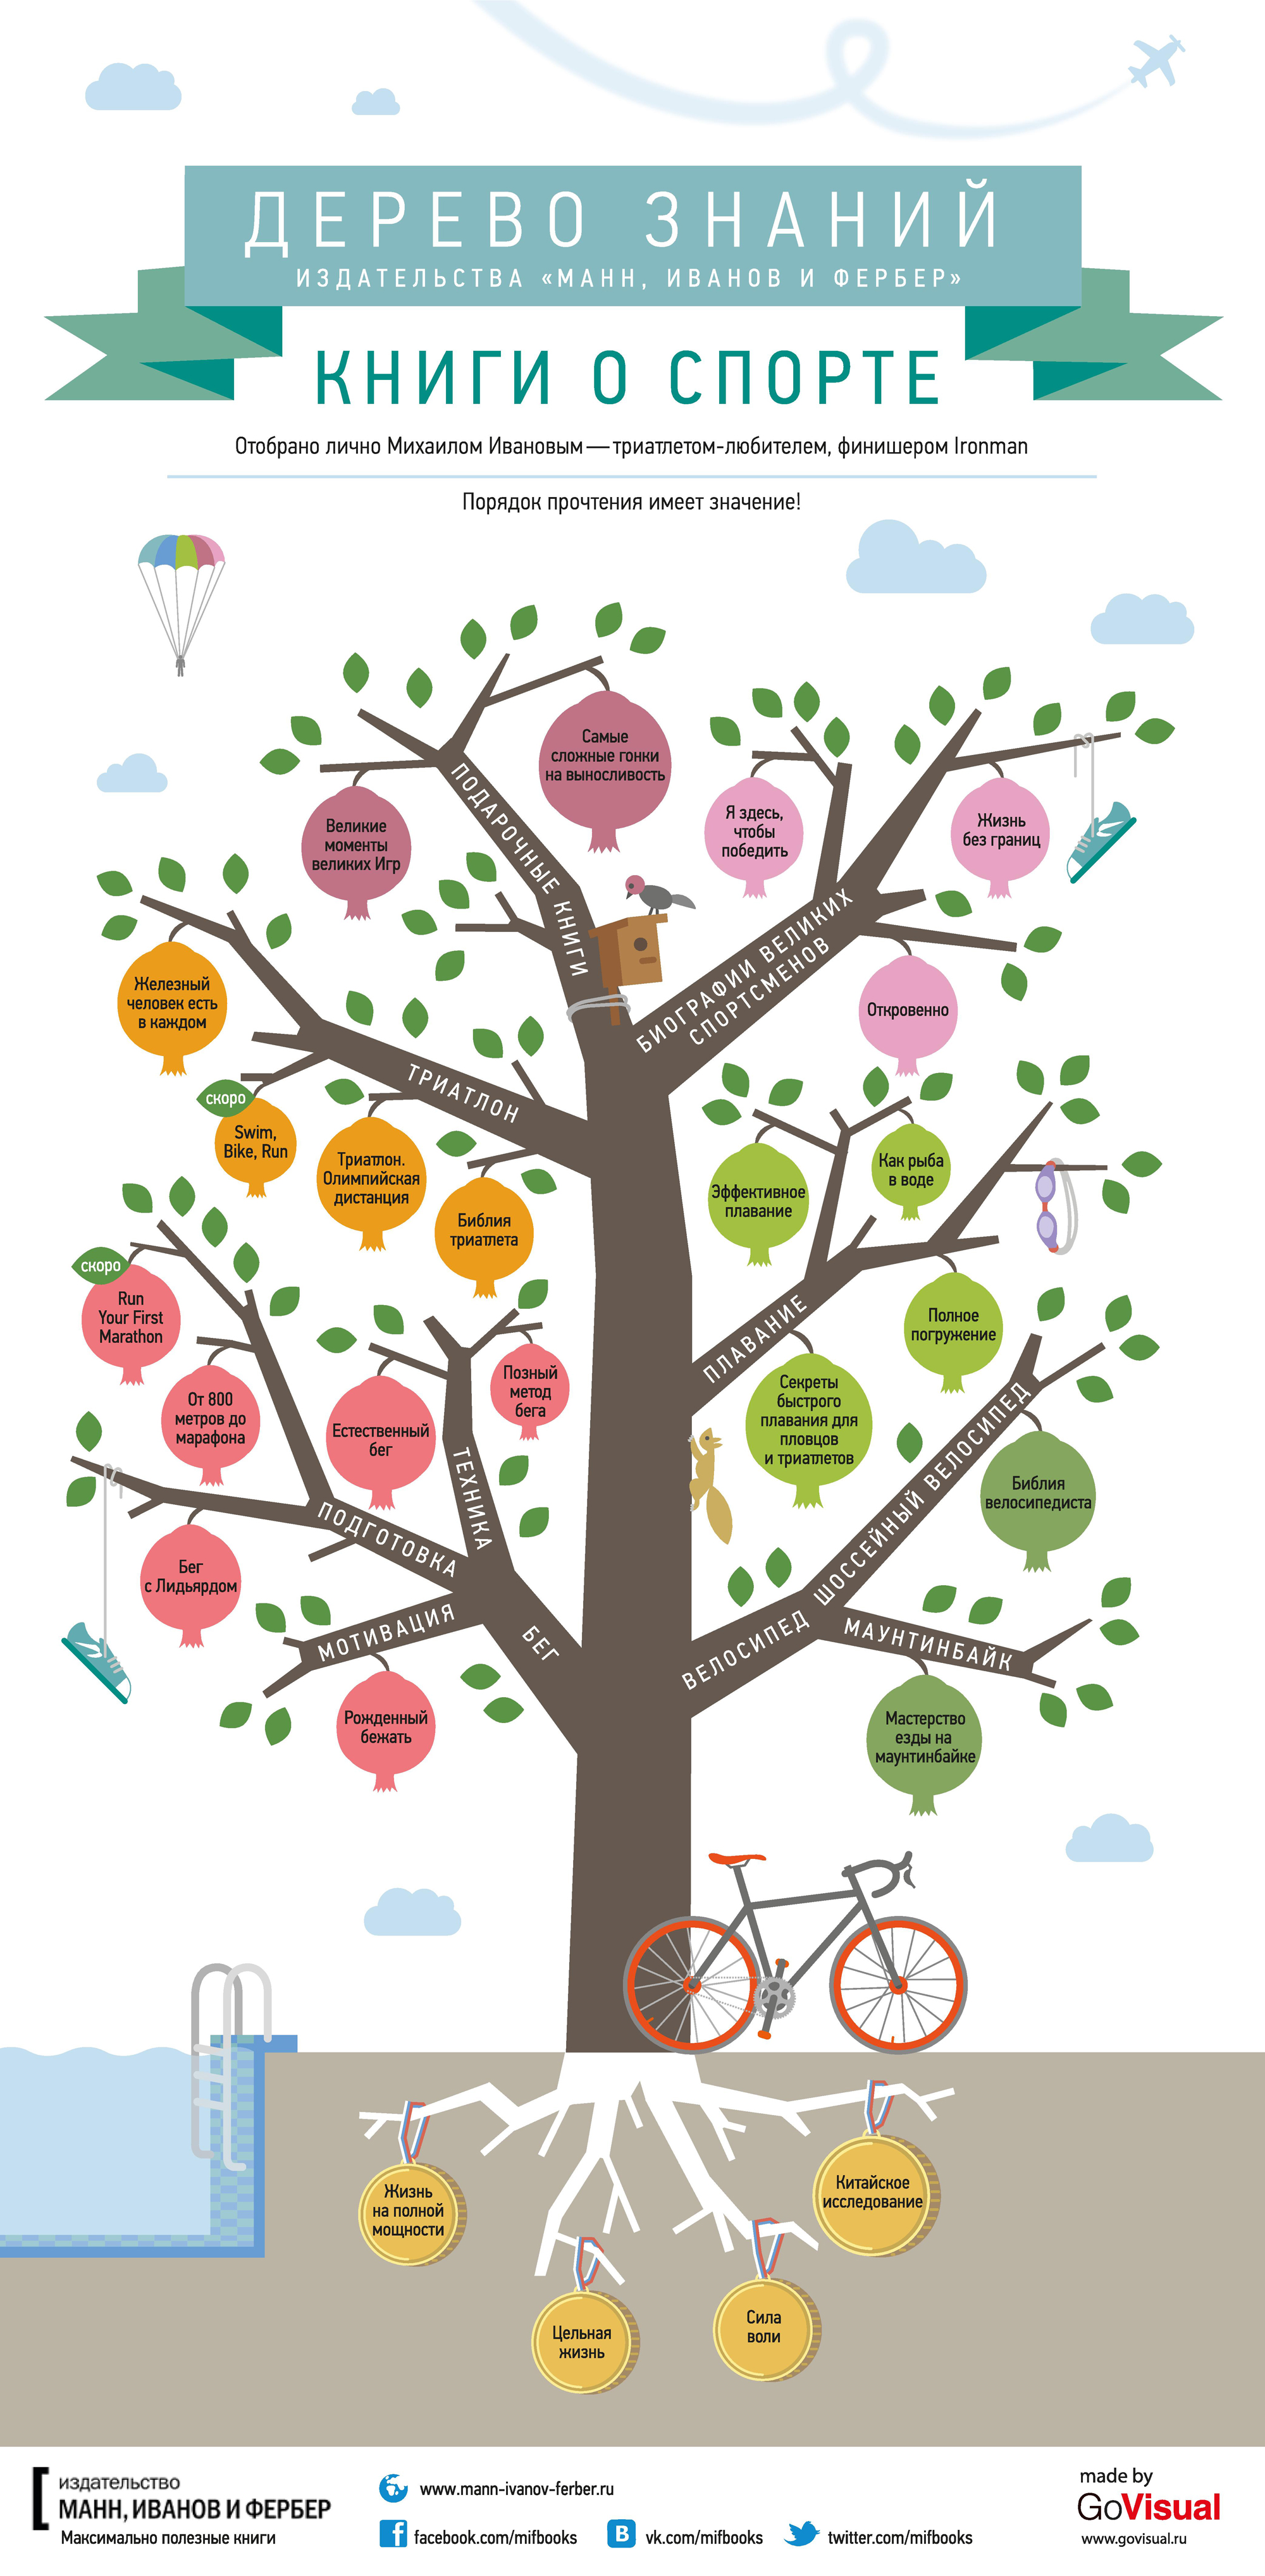 ДЕРЕВО ЗНАНИЙ
ИЗДАТЕЛЬСТВА «МАНН, ИВАНОВ И ФЕРБЕР»
КНИГИ О СПОРТЕ
Отобрано лично Михаилом Ивановым — триатлетом-любителем, финишером Ironman
Порядок прочтения имеет значение!
ПОДАРОЧНЫЕ КНИГИ
Самые
сложные гонки
на выносливость
Великие
моменты
великих Игр
БИОГРАФИИ ВЕЛИКИХ
СПОРТСМЕНОВ
Я здесь,
чтобы
победить
Жизнь
без границ
Откровенно
ТРИАТЛОН
Железный
человек есть
в каждом
скоро
Swim,
Bike, Run
Триатлон.
Олимпийская
дистанция
Библия
триатлета
ПЛАВАНИЕ
Эффективное
плавание
Как рыба
в воде
Полное
погружение
Секреты
быстрого
плавания для
пловцов
и триатлетов
БЕГ
ТЕХНИКА
Естественный
бег
Позный
метод
бега
ПОДГОТОВКА
скоро
Run
Your First
Marathon
От 800
метров до
марафона
Бег
с Лидьярдом
МОТИВАЦИЯ
Рожденный
бежать
ВЕЛОСИПЕД
ШОССЕЙНЫЙ ВЕЛОСИПЕД
Библия
велосипедиста
МАУНТИНБАЙК
Мастерство
езды на
маунтинбайке
Жизнь
на полной
мощности
Цельная
жизнь
Сила
воли
Китайское
исследование
издательство
МАНН, ИВАНОВ И ФЕРБЕР
Максимально полезные книги
www.mann-ivanov-ferber.ru
f facebook.com/mifbooks
B vk.com/mifbooks
twitter.com/mifbooks
made by
GoVisual
www.govisual.ru